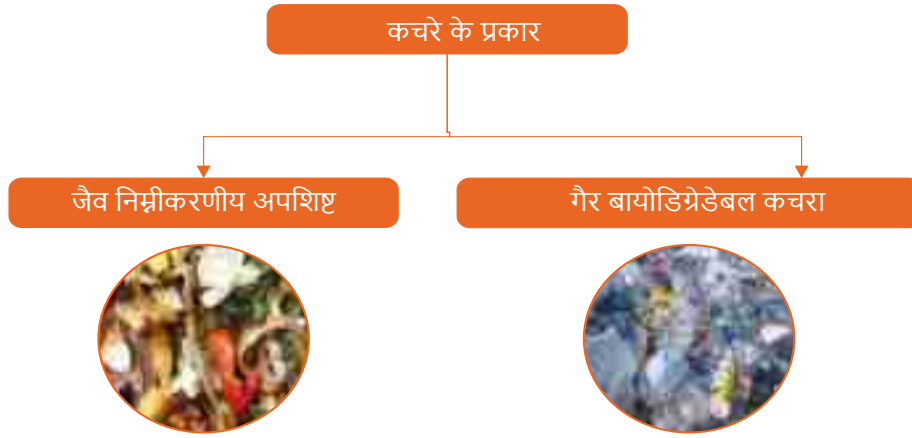 कचरे के प्रकार
जैव निम्नीकरणीय अपशिष्ट
गैर बायोडिग्रेडेबल कचरा